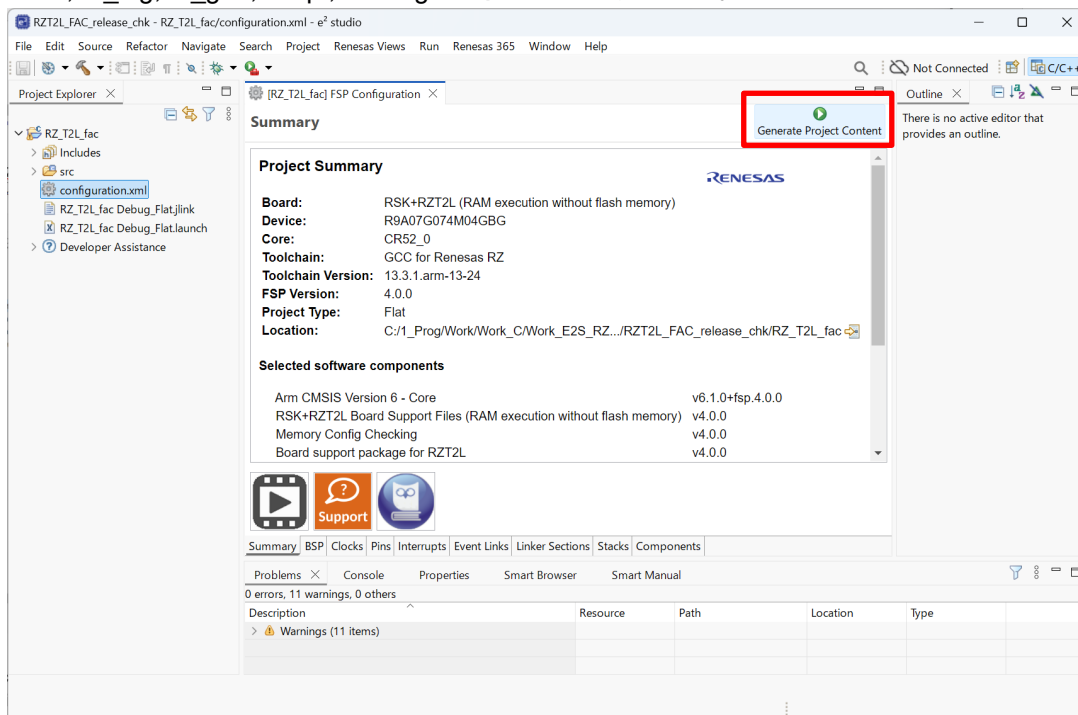 RZT2L_FAC_release_chk - RZ_T2L_fac/configuration.xml - e² studio
File Edit Source Refactor Navigate Search Project Renesas Views Run Renesas 365 Window Help
Not Connected C/C++
Project Explorer
[RZ_T2L_fac] FSP Configuration
Outline
RZ_T2L_fac
Includes
src
configuration.xml
RZ_T2L_fac Debug_Flat.jlink
RZ_T2L_fac Debug_Flat.launch
Developer Assistance
Summary
Generate Project Content
Project Summary
RENESAS
Board: RSK+RZT2L (RAM execution without flash memory)
Device: R9A07G074M04GBG
Core: CR52_0
Toolchain: GCC for Renesas RZ
Toolchain Version: 13.3.1.arm-13-24
FSP Version: 4.0.0
Project Type: Flat
Location: C:/1_Prog/Work/Work_C/Work_E2S_RZ.../RZT2L_FAC_release_chk/RZ_T2L_fac
Selected software components
Arm CMSIS Version 6 - Core v6.1.0+fsp.4.0.0
RSK+RZT2L Board Support Files (RAM execution without flash memory) v4.0.0
Memory Config Checking v4.0.0
Board support package for RZT2L v4.0.0
Support
Summary BSP Clocks Pins Interrupts Event Links Linker Sections Stacks Components
There is no active editor that
provides an outline.
Problems Console Properties Smart Browser Smart Manual
0 errors, 11 warnings, 0 others
Description Resource Path Location Type
Warnings (11 items)